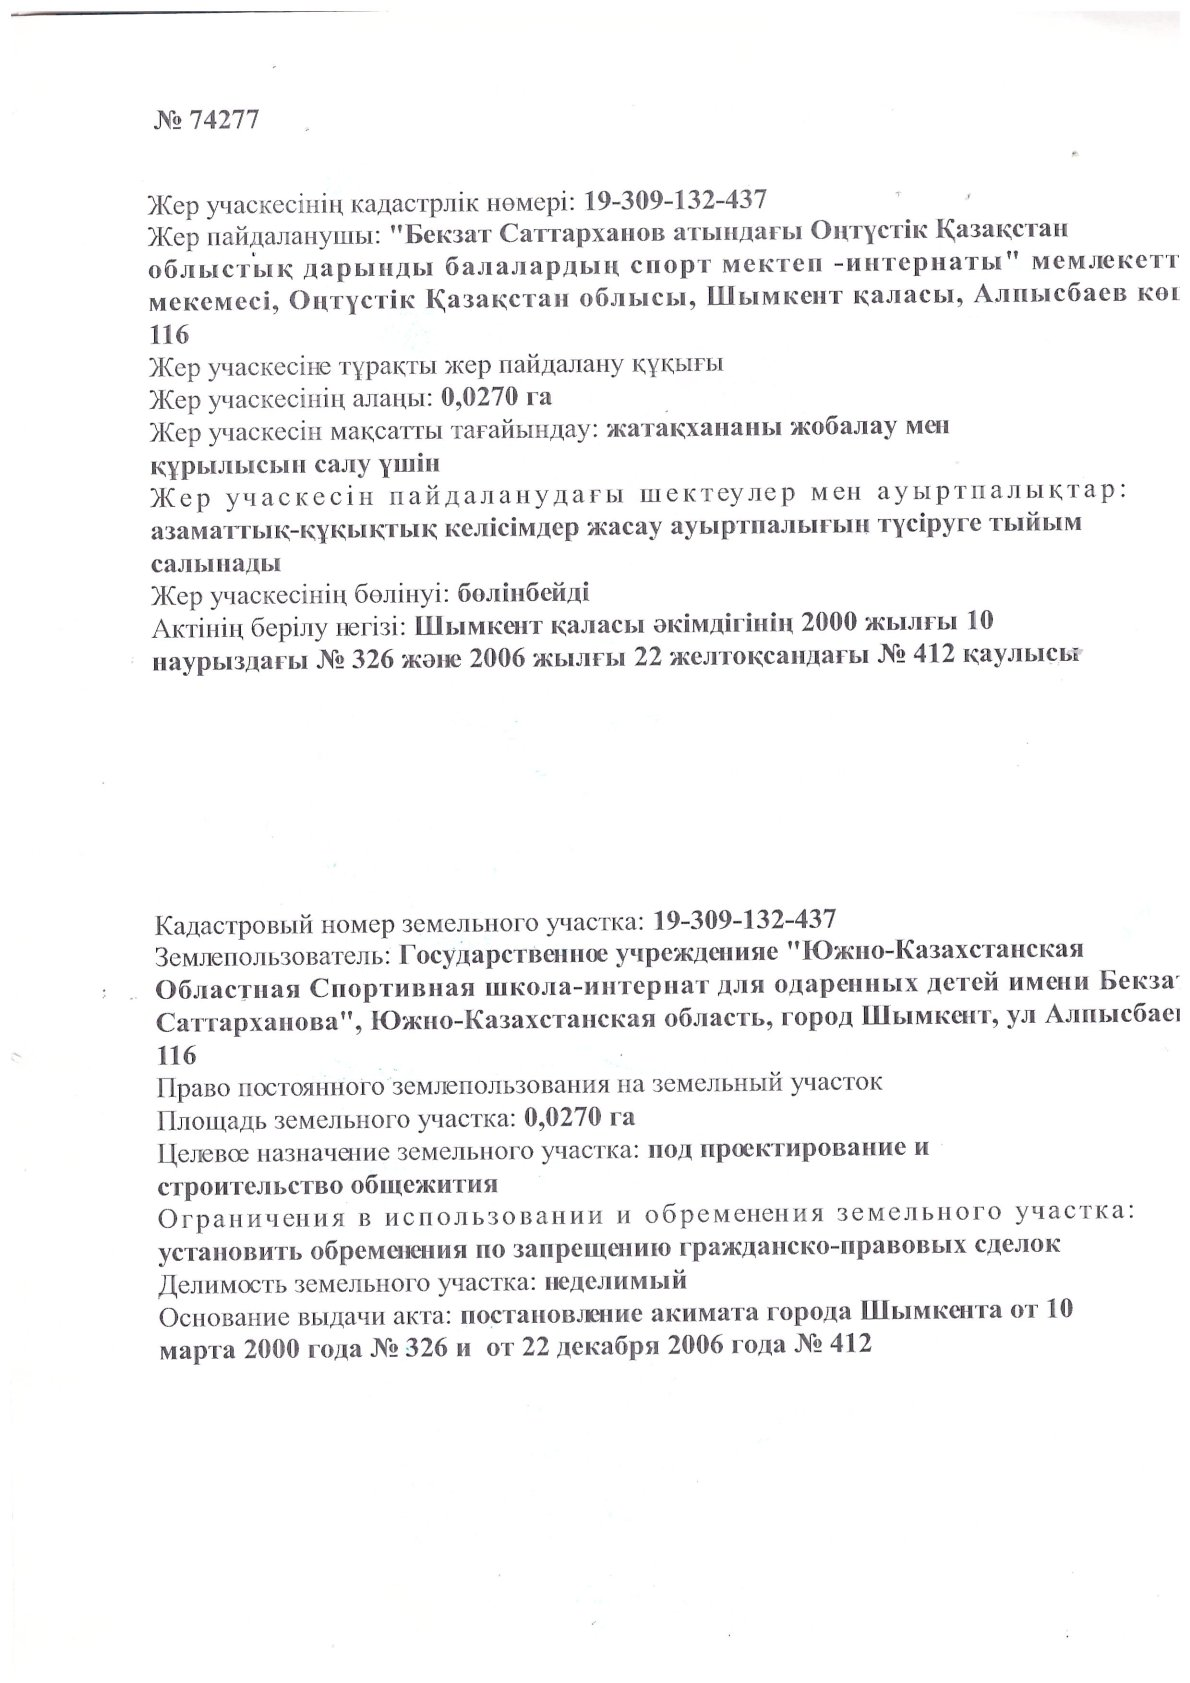 № 74277
Жер учаскесінің кадастрлік нөмері: 19-309-132-437
Жер пайдаланушы: "Бекзат Саттарханов атындағы Оңтүстік Қазақстан
облыстық дарынды балалардың спорт мектеп -интернаты" мемлекетт
мекемесі, Оңтүстік Қазақстан облысы, Шымкент қаласы, Алпысбаев
116
Жер учаскесіне тұрақты жер пайдалану құқығы
Жер учаскесінің алаңы: 0,0270 га
Жер учаскесін мақсатты тағайындау: жатақхананы жобалау мен
құрылысын салу үшін
Жер учаскесін пайдаланудағы шектеулер мен ауыртпалықтар:
азаматтық-құқықтық келісімдер жасау ауыртпалығын түсіруге тыйым
салынады
Жер учаскесінің бөлінуі: бөлінбейді
Актінің берілу негізі: Шымкент қаласы әкімдігінің 2000 жылғы 10
наурыздағы № 326 және 2006 жылғы 22 желтоқсандағы № 412 қаулысы
Кадастровый номер земельного участка: 19-309-132-437
Землепользователь: Государственное учрежденияе "Южно-Казахстанская
Областная Спортивная школа-интернат для одаренных детей имени Бекза
Саттарханова", Южно-Казахстанская область, город Шымкент, ул Алпысбае
116
Право постоянного землепользования на земельный участок
Площадь земельного участка: 0,0270 га
Целевое назначение земельного участка: под проектирование и
строительство общежития
Ограничения в использовании и обременения земельного участка:
установить обременения по запрещению гражданско-правовых сделок
Делимость земельного участка: неделимый
Основание выдачи акта: постановление акимата города Шымкента от 10
марта 2000 года № 326 и от 22 декабря 2006 года № 412